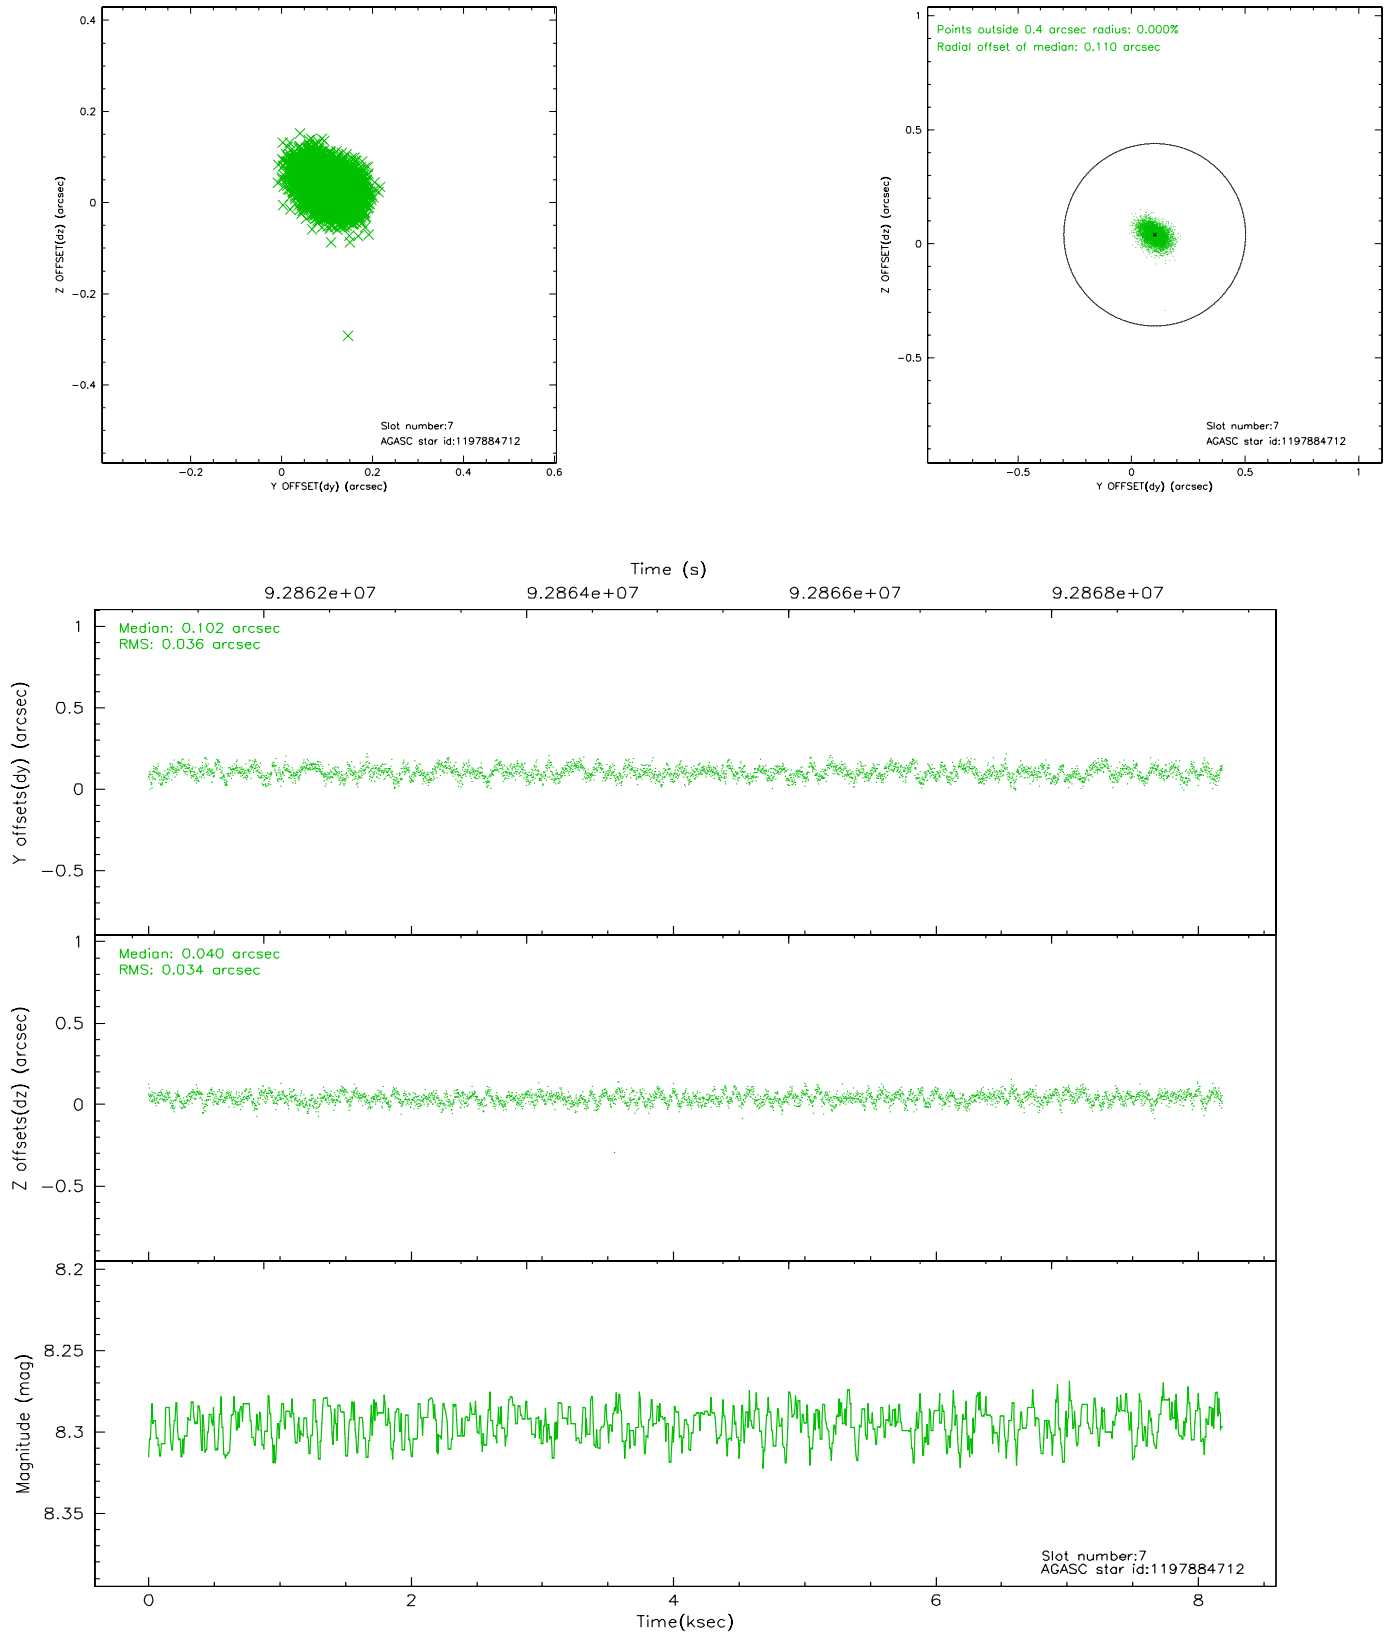 0.4
0.2
0
−0.2
−0.4
Z OFFSET(dz) (arcsec)
Slot number:7
AGASC star id:1197884712
−0.2 0 0.2 0.4 0.6
Y OFFSET(dy) (arcsec)
Points outside 0.4 arcsec radius: 0.000%
Radial offset of median: 0.110 arcsec
1
0.5
0
−0.5
Z OFFSET(dz) (arcsec)
Slot number:7
AGASC star id:1197884712
−0.5 0 0.5 1
Y OFFSET(dy) (arcsec)
Time (s)
9.2862e+07 9.2864e+07 9.2866e+07 9.2868e+07
Median: 0.102 arcsec
RMS: 0.036 arcsec
1
0.5
0
−0.5
Y offsets(dy) (arcsec)
Median: 0.040 arcsec
RMS: 0.034 arcsec
1
0.5
0
−0.5
Z offsets(dz) (arcsec)
8.2
8.25
8.3
8.35
Magnitude (mag)
Slot number:7
AGASC star id:1197884712
0 2 4 6 8
Time(ksec)